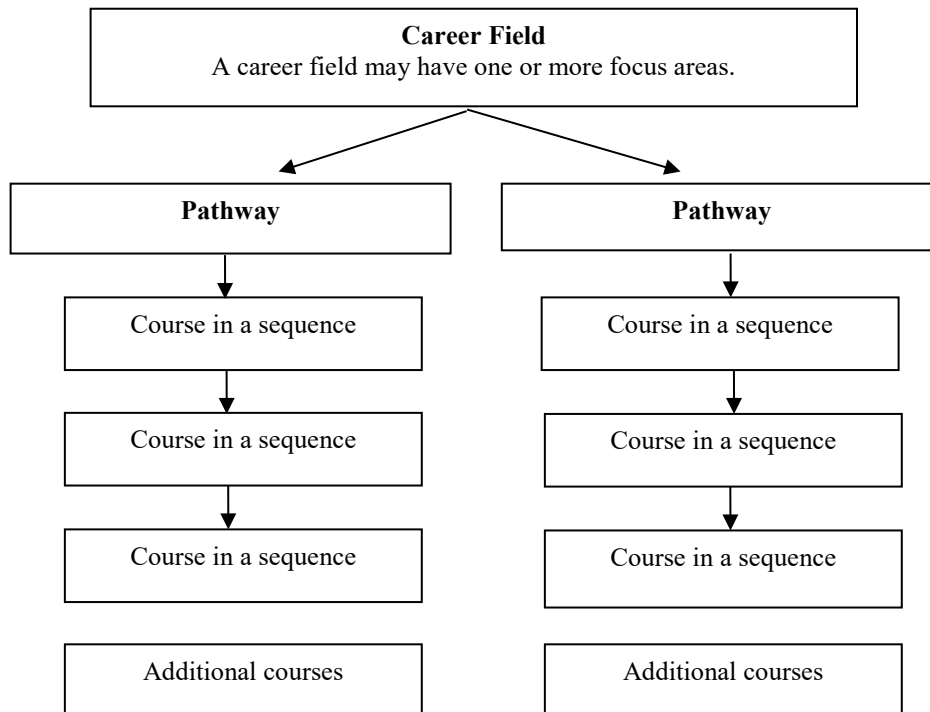 Career Field
A career field may have one or more focus areas.
Pathway
Course in a sequence
Course in a sequence
Course in a sequence
Additional courses
Pathway
Course in a sequence
Course in a sequence
Course in a sequence
Additional courses